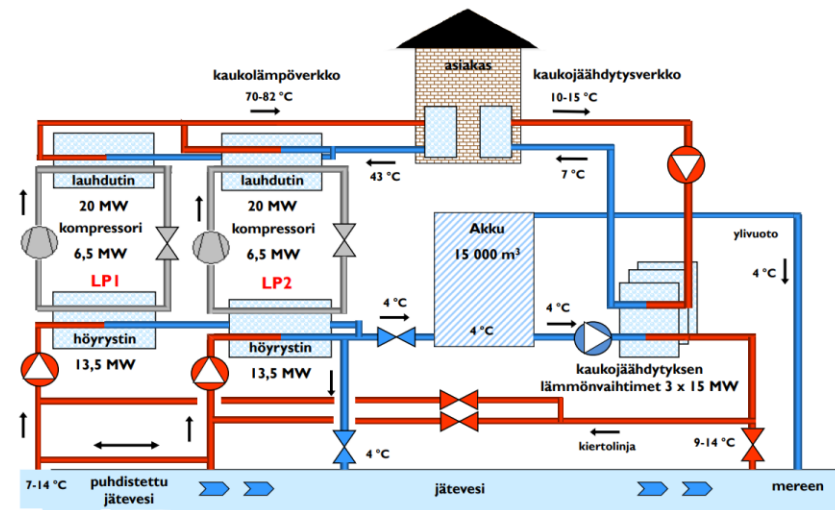 asiakas
kaukolämpöverkko
70-82 °C
kaukojäähdytysverkko
10-15 °C
43 °C
7 °C
lauhdutin
20 MW
kompressori
6,5 MW
LP1
höyrystin
13,5 MW
lauhdutin
20 MW
kompressori
6,5 MW
LP2
höyrystin
13,5 MW
Akku
15 000 m³
4 °C
4 °C
4 °C
ylivuoto
4 °C
kaukojäähdytyksen
lämmönvaihtimet 3 x 15 MW
kiertolinja
9-14 °C
4 °C
7-14 °C
puhdistettu
jätevesi
jätevesi
mereen